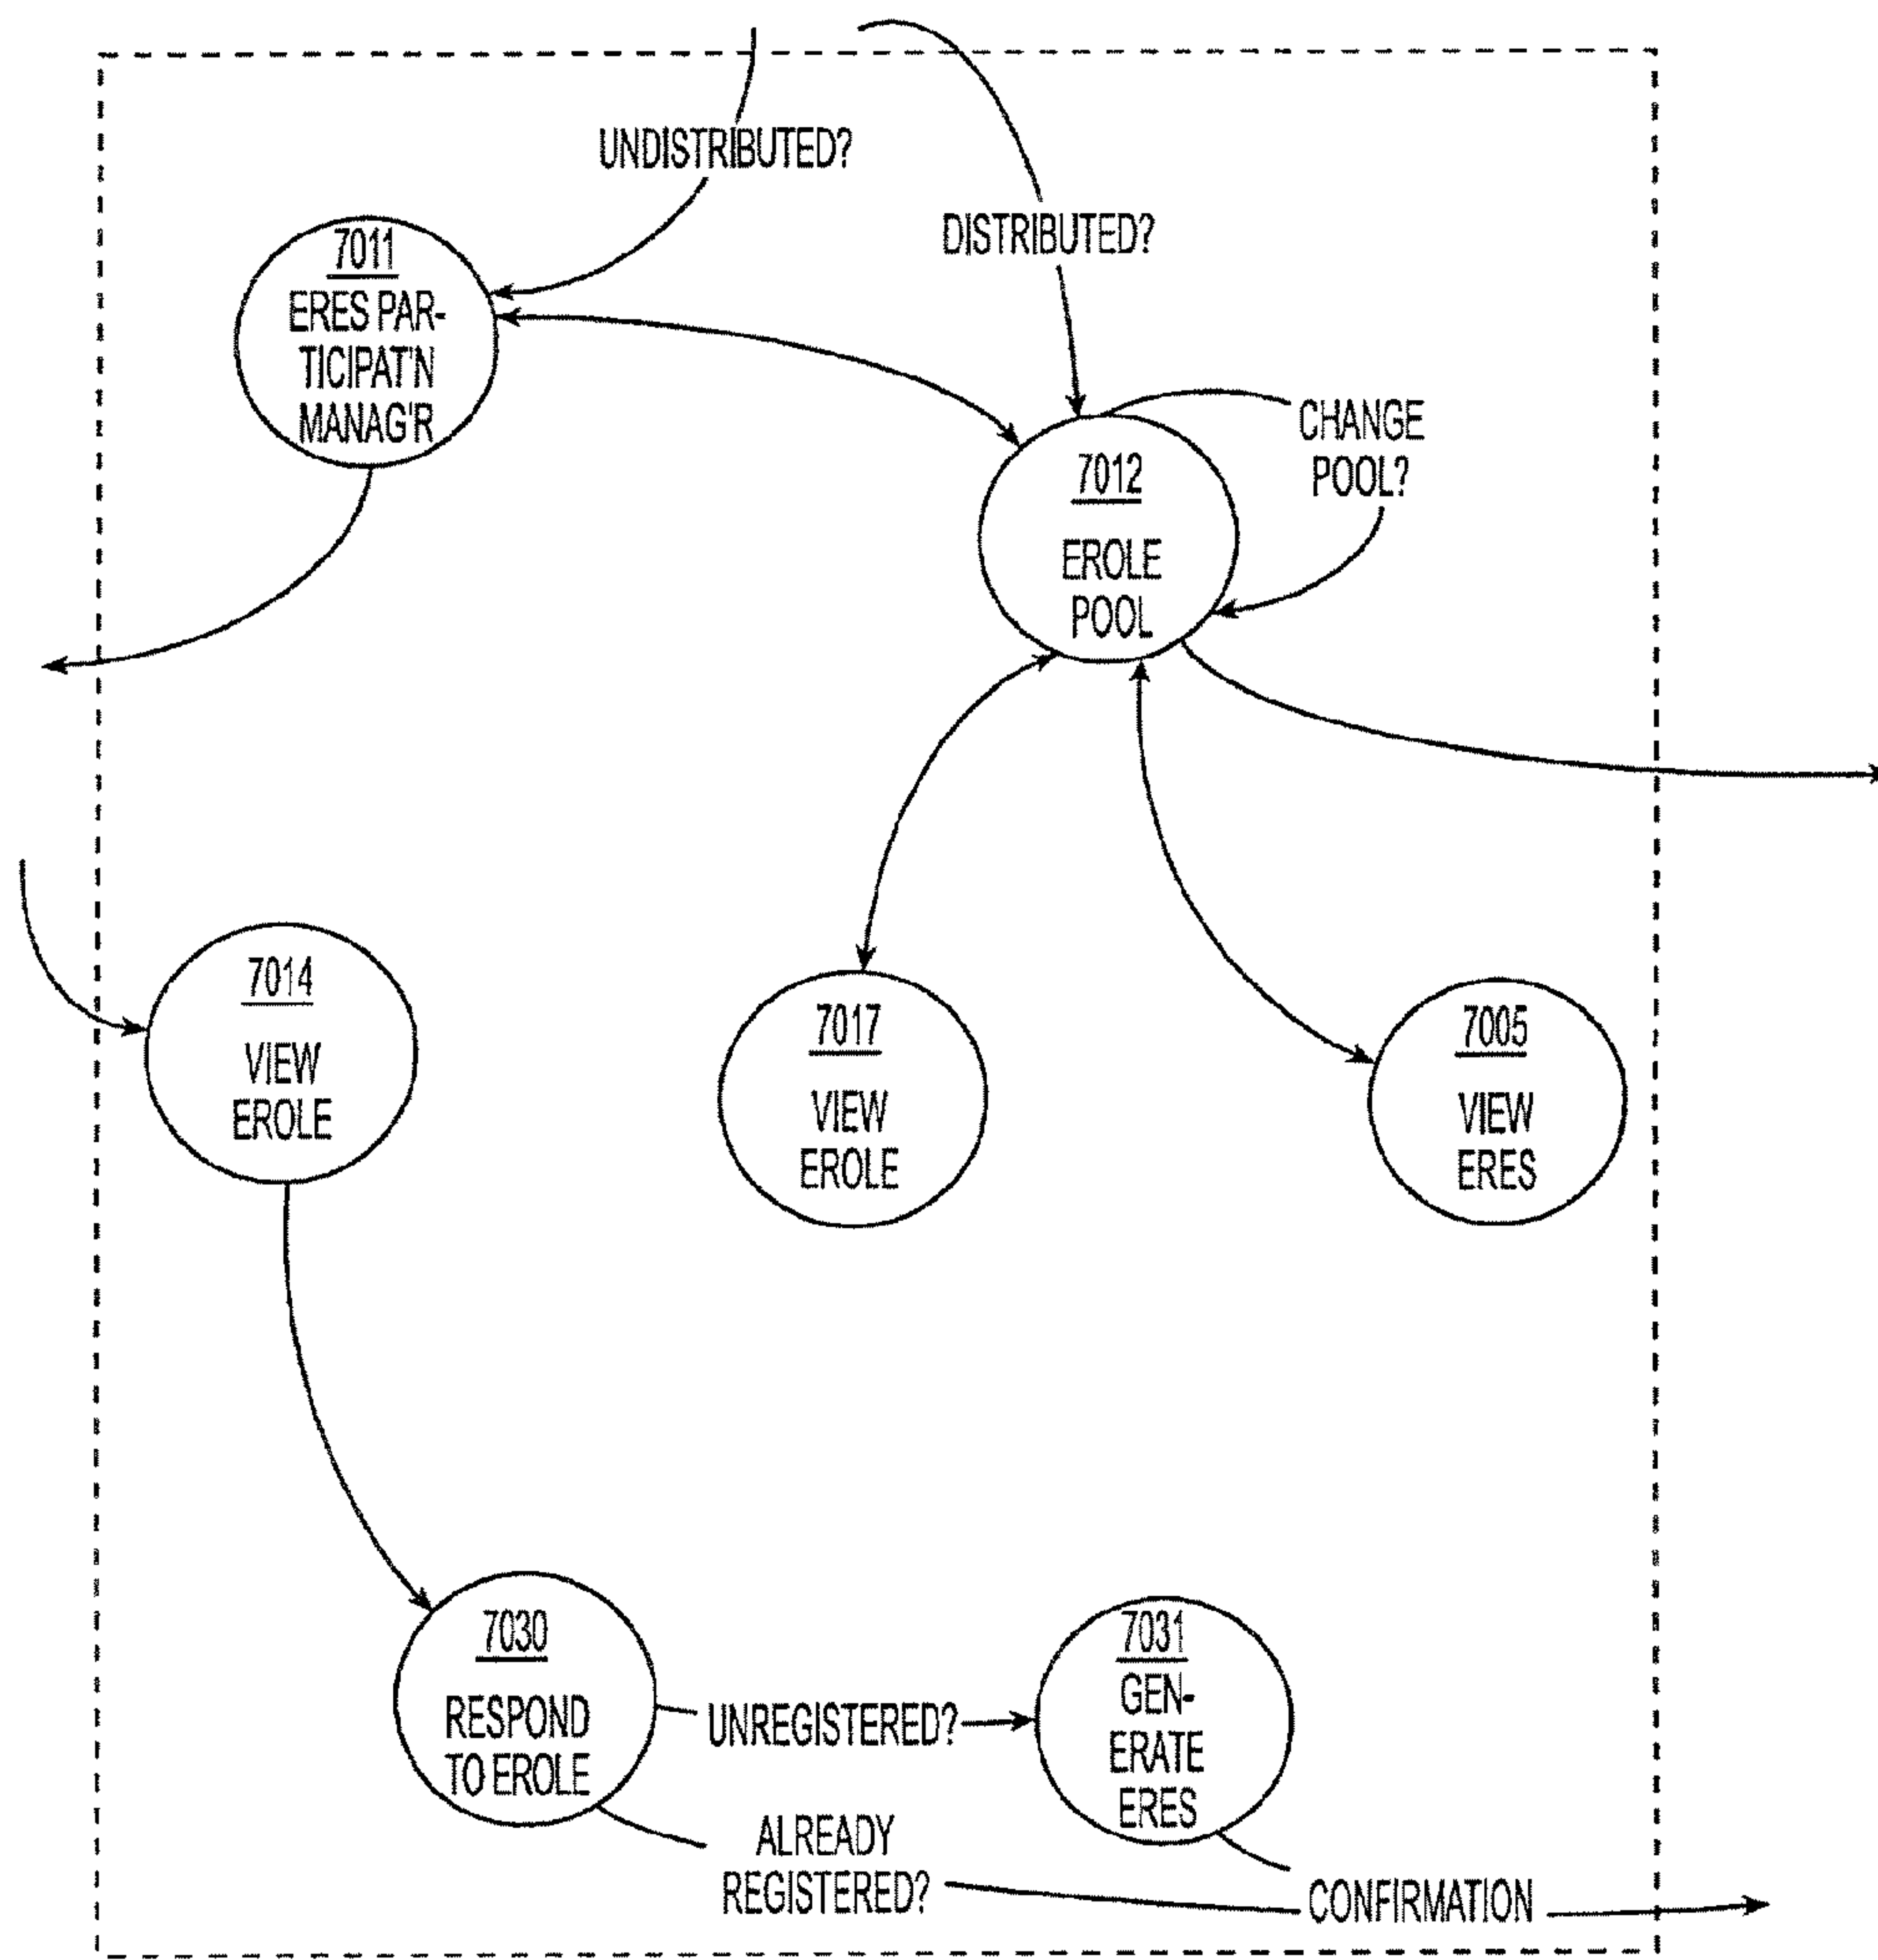 UNDISTRIBUTED?
DISTRIBUTED?
7011
ERES PAR-
TICIPAT'N
MANAG'R
CHANGE
POOL?
7012
EROLE
POOL
7014
VIEW
EROLE
7017
VIEW
EROLE
7005
VIEW
ERES
7030
RESPOND
TO EROLE
UNREGISTERED?
7031
GEN-
ERATE
ERES
ALREADY
REGISTERED?
CONFIRMATION